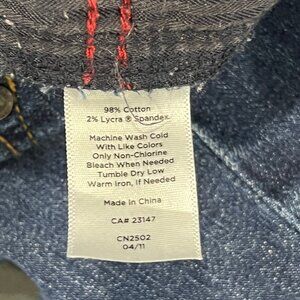 98% Cotton
2% Lycra ® Spandex
Machine Wash Cold
With Like Colors
Only Non-Chlorine
Bleach When Needed
Tumble Dry Low
Warm Iron, If Needed
Made in China
CA# 23147
CN2502
04/11